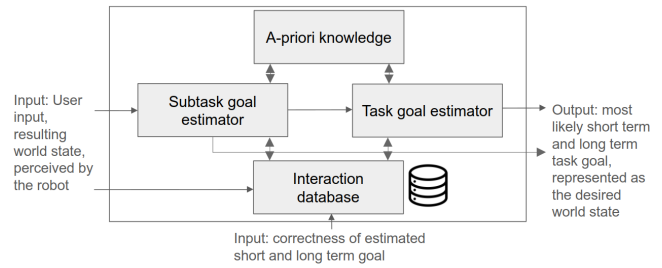 A-priori knowledge
Input: User
input,
resulting
world state,
perceived by
the robot
Subtask goal
estimator
Task goal estimator
Output: most
likely short term
and long term
task goal,
represented as
the desired
world state
Interaction
database
Input: correctness of estimated
short and long term goal